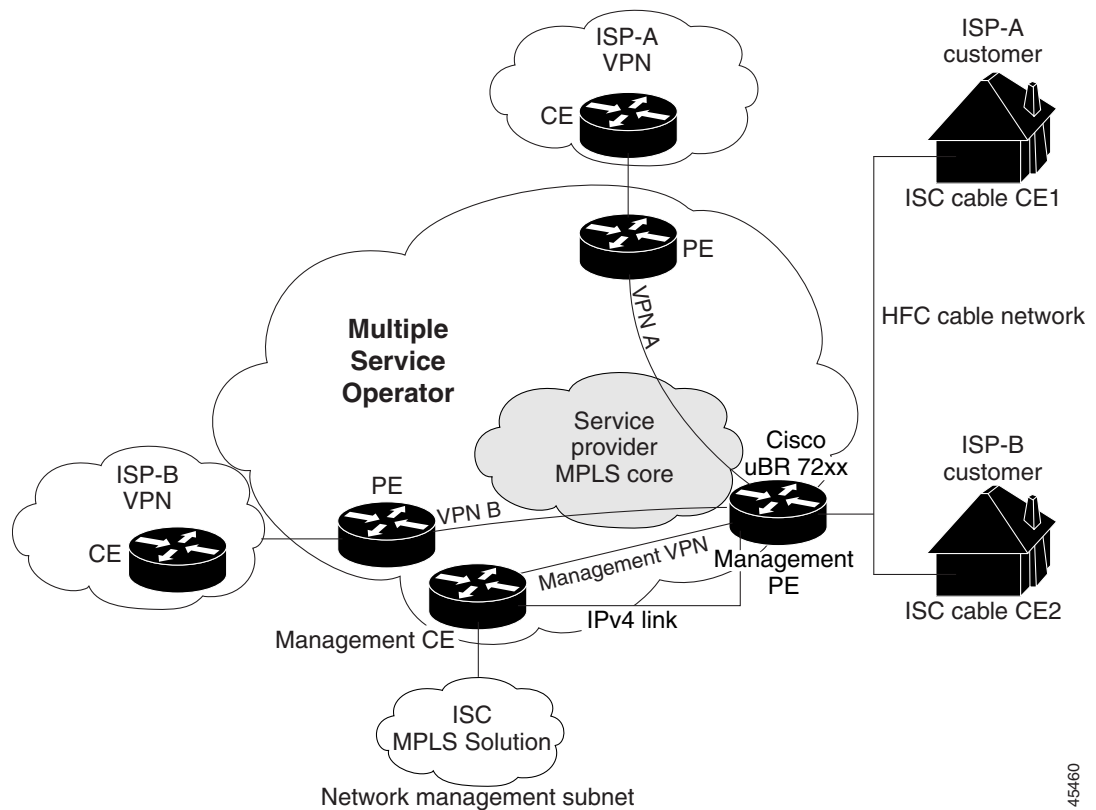 ISP-A
VPN
CE
ISP-A
customer
ISC cable CE1
PE
VPN A
HFC cable network
Multiple
Service
Operator
Service
provider
MPLS core
Cisco
uBR 72xx
ISP-B
customer
ISP-B
VPN
CE
PE
VPN B
Management VPN
Management
PE
ISC cable CE2
IPv4 link
Management CE
ISC
MPLS Solution
Network management subnet
45460